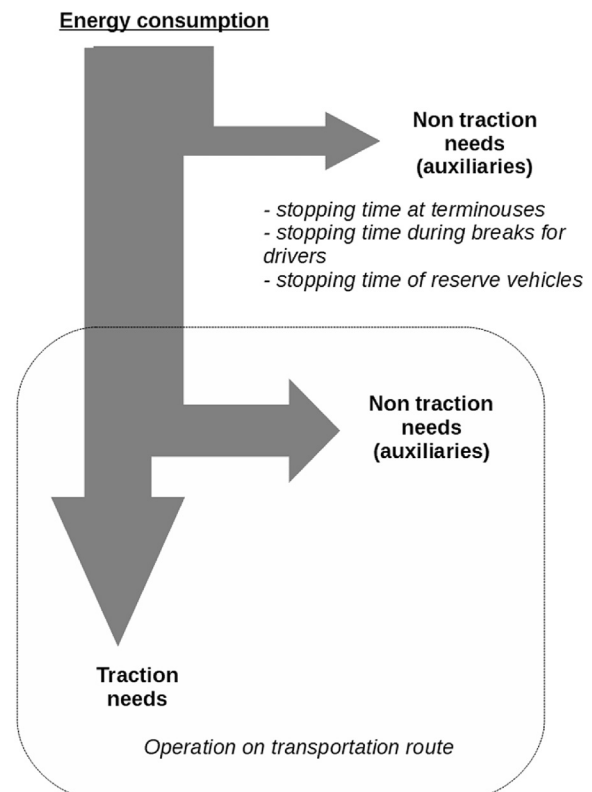 Energy consumption
Non traction
needs
(auxiliaries)
- stopping time at terminouses
- stopping time during breaks for
drivers
- stopping time of reserve vehicles
Non traction
needs
(auxiliaries)
Traction
needs
Operation on transportation route